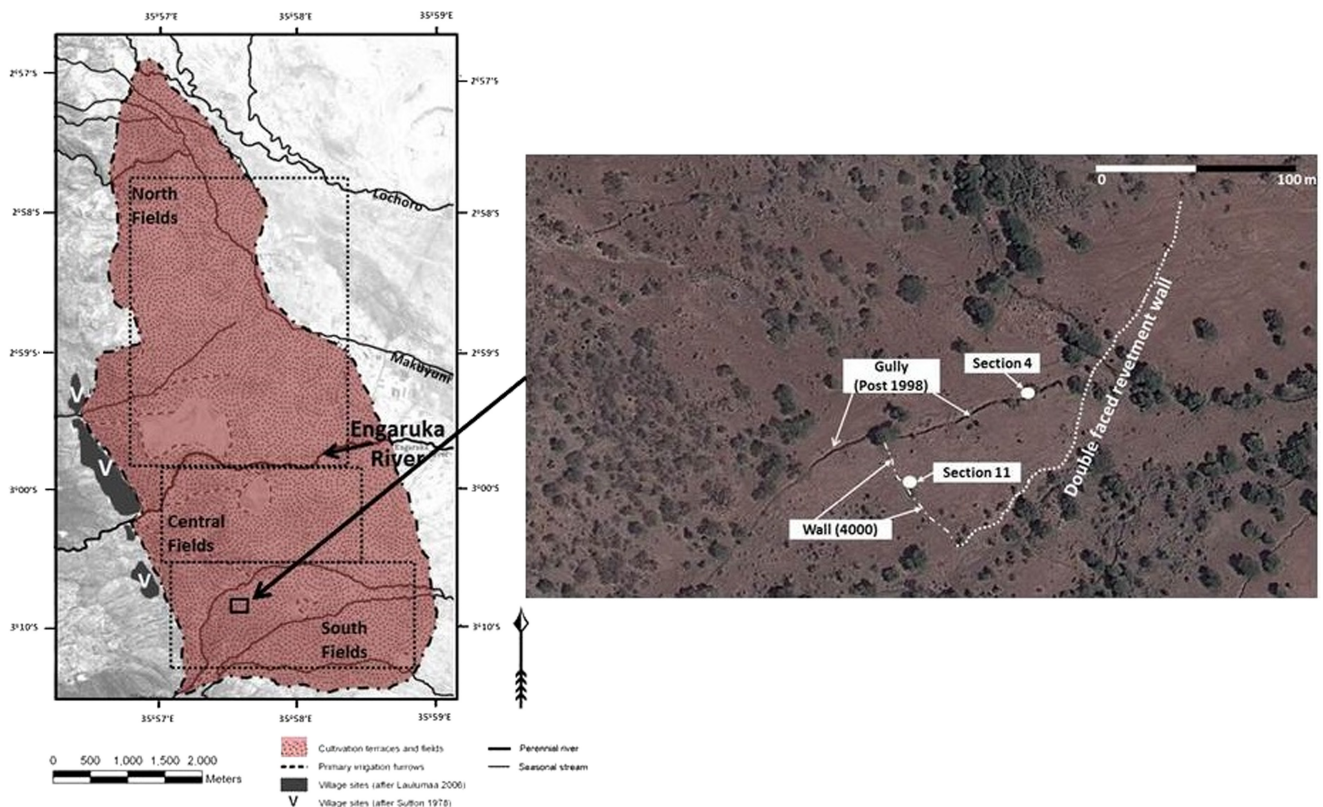 35°57'E
35°58'E
35°59'E
2°57'S
2°57'S
North
Fields
Lochoro
2°58'S
2°58'S
2°59'S
2°59'S
Makuyuni
V
Engaruka
River
V
3°00'S
3°00'S
Central
Fields
V
3°10'S
3°10'S
South
Fields
35°57'E
35°58'E
35°59'E
0 500 1,000 1,500 2,000
Meters
Cultivation terraces and fields
Primary irrigation furrows
Village sites (after Laulumaa 2006)
V Village sites (after Sutton 1978)
Perennial river
Seasonal stream
0 100 m
Gully
(Post 1998)
Section 4
Double faced revetment wall
Section 11
Wall (4000)